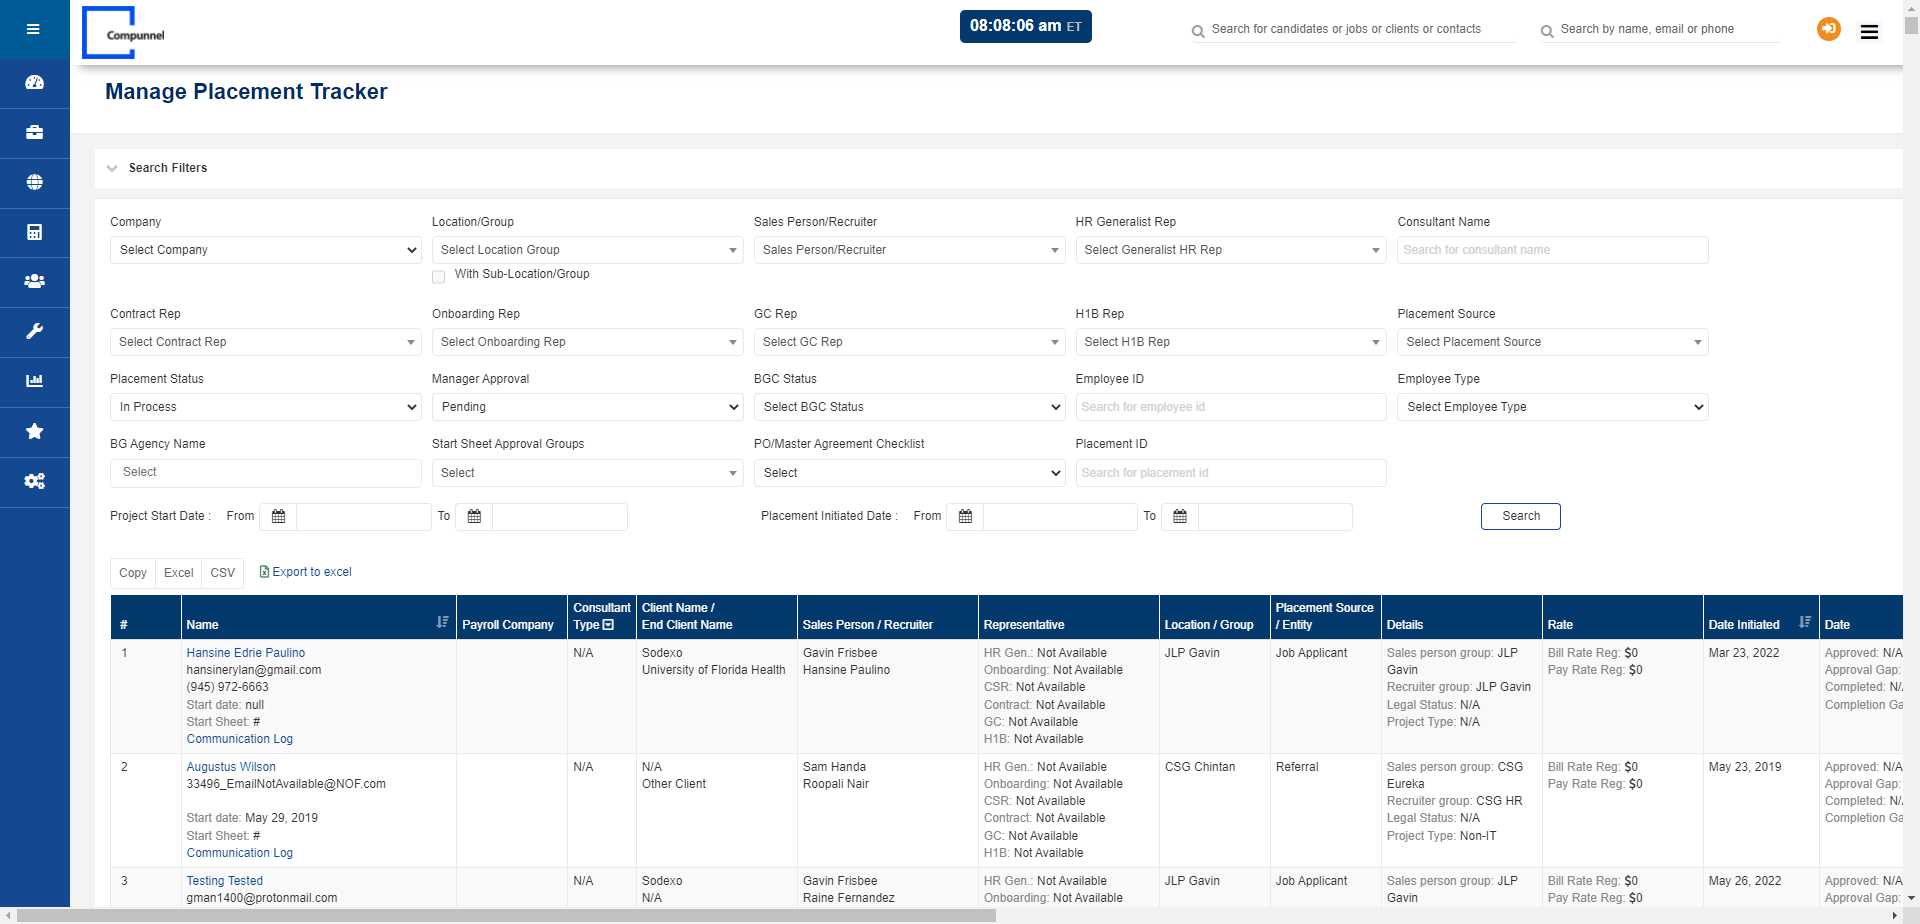 Compunnel
08:08:06 am ET
Search for candidates or jobs or clients or contacts
Search by name, email or phone
Manage Placement Tracker
Search Filters
Company
Location/Group
Sales Person/Recruiter
HR Generalist Rep
Consultant Name
Select Company
Select Location Group
Sales Person/Recruiter
Select Generalist HR Rep
Search for consultant name
With Sub-Location/Group
Contract Rep
Onboarding Rep
GC Rep
H1B Rep
Placement Source
Select Contract Rep
Select Onboarding Rep
Select GC Rep
Select H1B Rep
Select Placement Source
Placement Status
Manager Approval
BGC Status
Employee ID
Employee Type
In Process
Pending
Select BGC Status
Search for employee id
Select Employee Type
BG Agency Name
Start Sheet Approval Groups
PO/Master Agreement Checklist
Placement ID
Select
Select
Select
Search for placement id
Project Start Date : From To
Placement Initiated Date : From To
Search
Copy Excel CSV Export to excel
#
Name
Payroll Company
Consultant
Type
Client Name /
End Client Name
Sales Person / Recruiter
Representative
Location / Group
Placement Source
/ Entity
Details
Rate
Date Initiated
Date
1
Hansine Edrie Paulino
hansinerylan@gmail.com
(945) 972-6663
Start date: null
Start Sheet: #
Communication Log
N/A
Sodexo
University of Florida Health
Gavin Frisbee
Hansine Paulino
HR Gen.: Not Available
Onboarding: Not Available
CSR: Not Available
Contract: Not Available
GC: Not Available
H1B: Not Available
JLP Gavin
Job Applicant
Sales person group: JLP
Gavin
Recruiter group: JLP Gavin
Legal Status: N/A
Project Type: N/A
Bill Rate Reg: $0
Pay Rate Reg: $0
Mar 23, 2022
Approved: N/A
Approval Gap:
Completed: N/
Completion Ga
2
Augustus Wilson
33496_EmailNotAvailable@NOF.com
Start date: May 29, 2019
Start Sheet: #
Communication Log
N/A
N/A
Other Client
Sam Handa
Roopali Nair
HR Gen.: Not Available
Onboarding: Not Available
CSR: Not Available
Contract: Not Available
GC: Not Available
H1B: Not Available
CSG Chintan
Referral
Sales person group: CSG
Eureka
Recruiter group: CSG HR
Legal Status: N/A
Project Type: Non-IT
Bill Rate Reg: $0
Pay Rate Reg: $0
May 23, 2019
Approved: N/A
Approval Gap:
Completed: N/
Completion Ga
3
Testing Tested
gman1400@protonmail.com
N/A
Sodexo
N/A
Gavin Frisbee
Raine Fernandez
HR Gen.: Not Available
Onboarding: Not Available
JLP Gavin
Job Applicant
Sales person group: JLP
Gavin
Bill Rate Reg: $0
Pay Rate Reg: $0
May 26, 2022
Approved: N/A
Approval Gap: